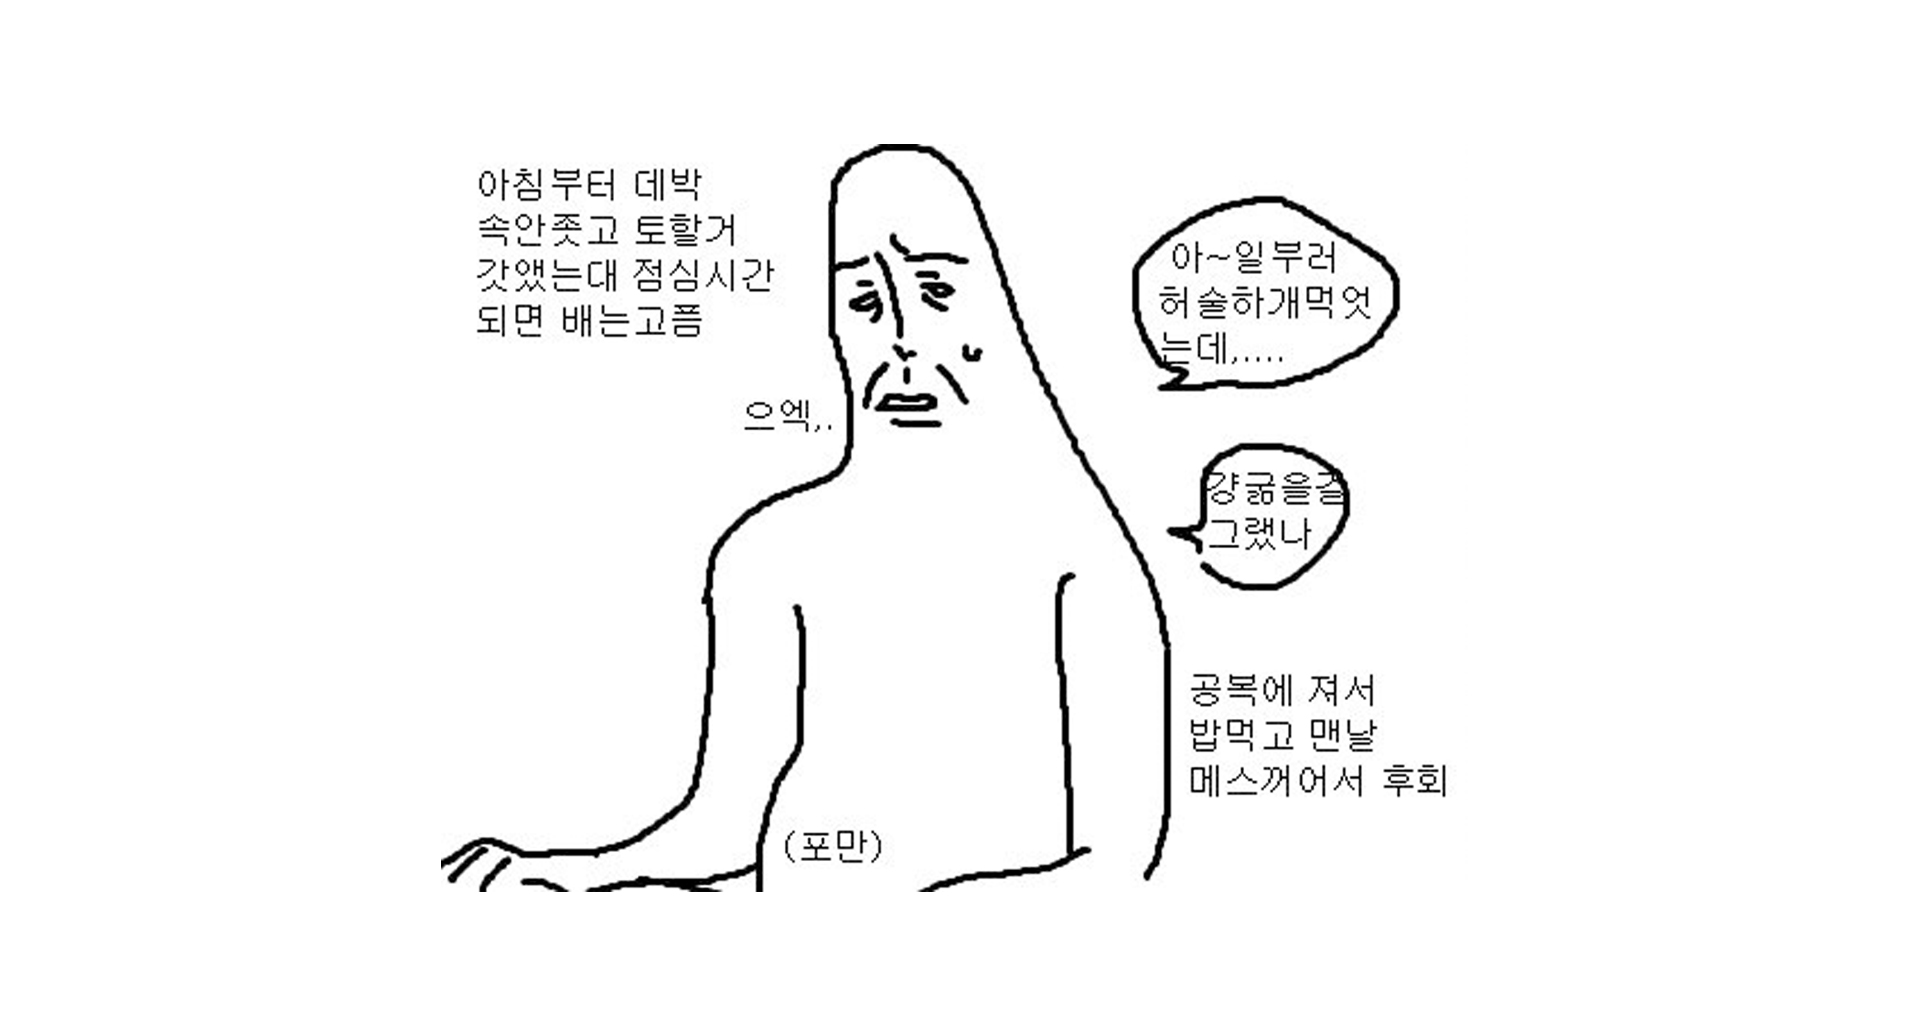 아침부터 데박
속안죳고 토할거
갓앴는대 점심시간
되면 배는고픔
아~일부러
허술하개먹엇
는데,....
으엑,.
걍굶을걸
그랬나
공복에 져서
밥먹고 맨날
메스꺼어서 후회
(포만)